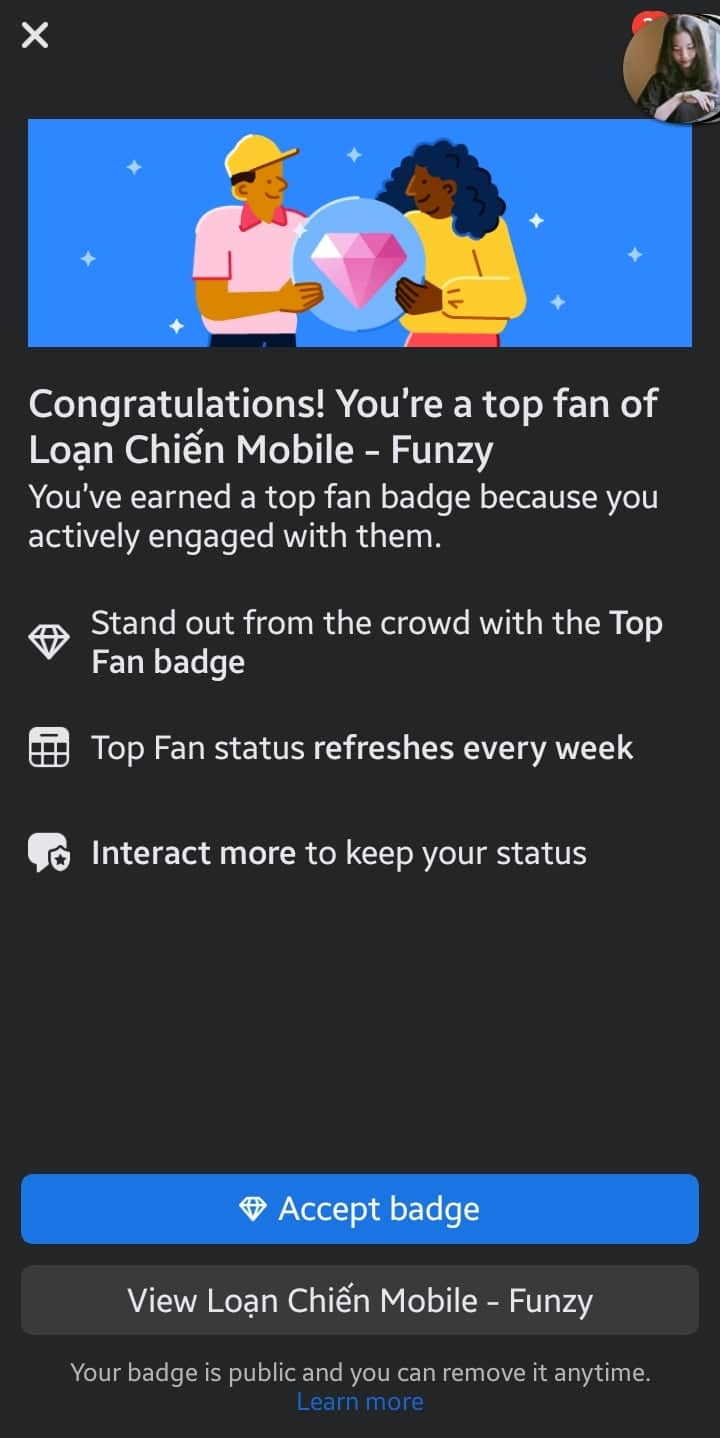 Congratulations! You're a top fan of
Loạn Chiến Mobile - Funzy
You've earned a top fan badge because you
actively engaged with them.
Stand out from the crowd with the Top
Fan badge
Top Fan status refreshes every week
Interact more to keep your status
Accept badge
View Loạn Chiến Mobile - Funzy
Your badge is public and you can remove it anytime.
Learn more